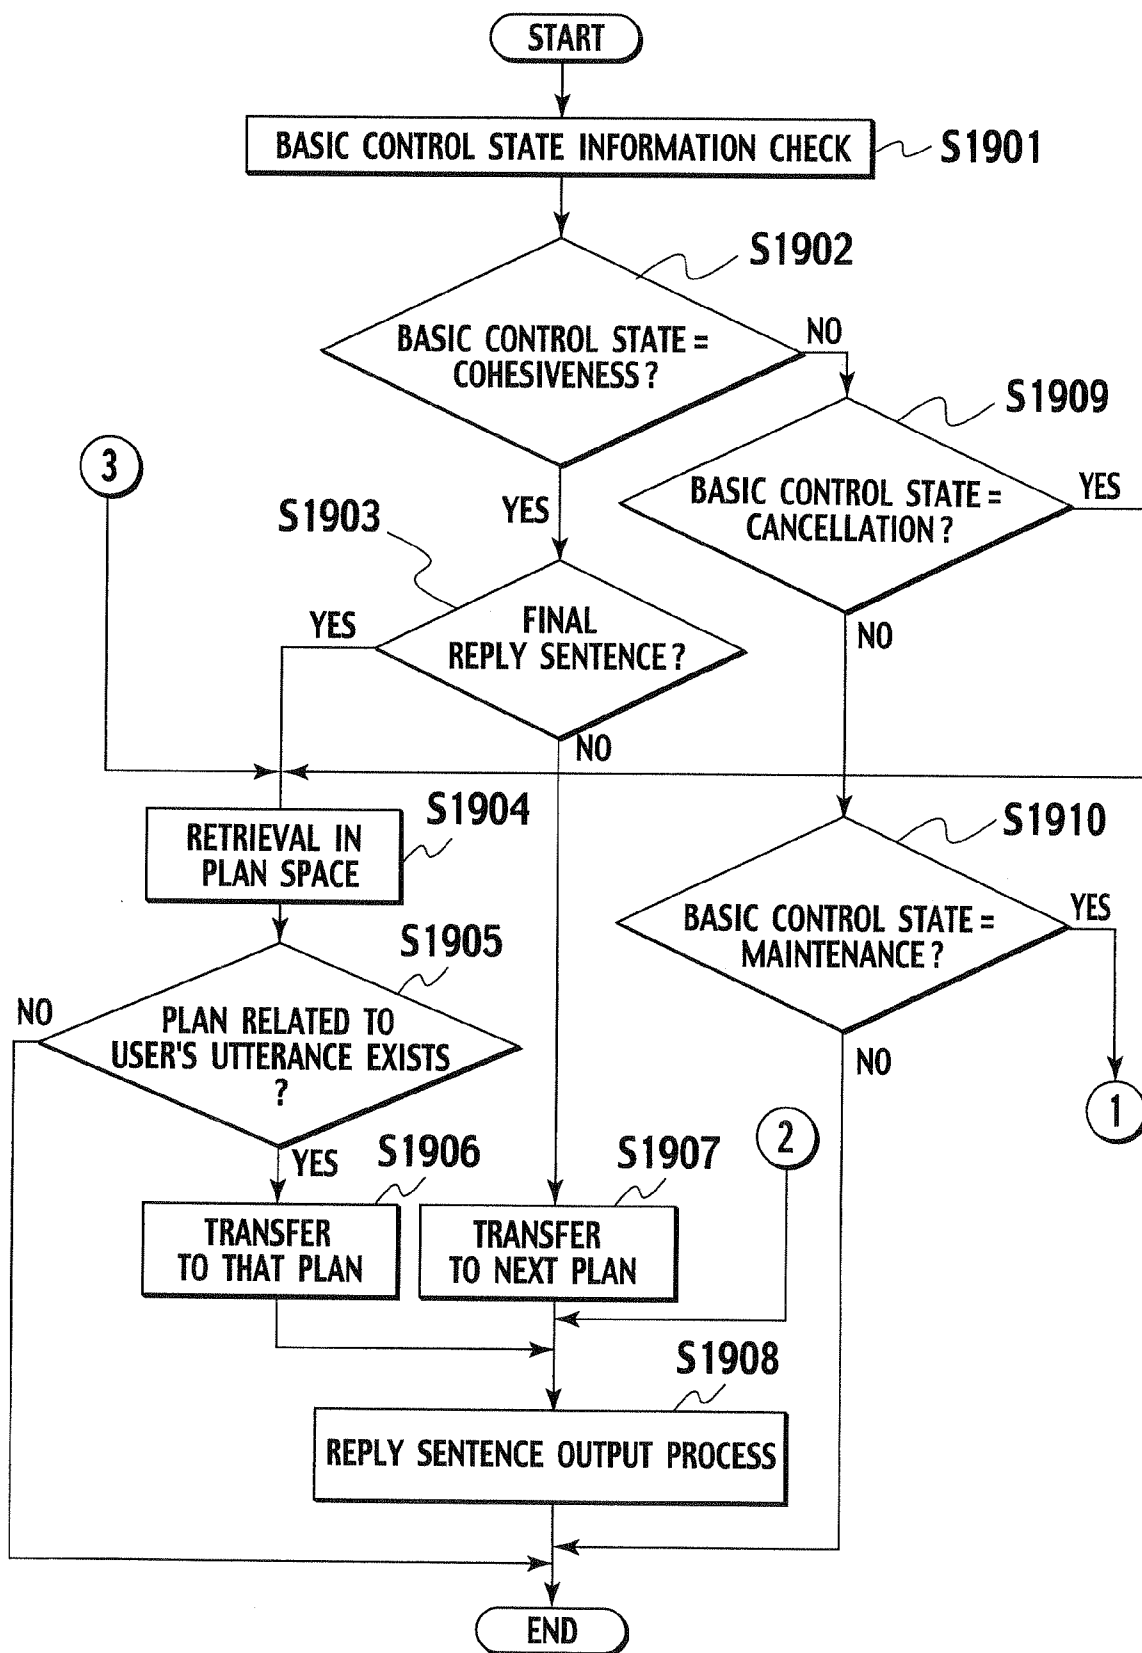 START
BASIC CONTROL STATE INFORMATION CHECK
S1901
S1902
BASIC CONTROL STATE =
COHESIVENESS ?
NO
S1909
3
YES
BASIC CONTROL STATE =
CANCELLATION ?
YES
S1903
YES
FINAL
REPLY SENTENCE ?
NO
NO
S1904
RETRIEVAL IN
PLAN SPACE
S1910
BASIC CONTROL STATE =
MAINTENANCE ?
YES
S1905
NO
PLAN RELATED TO
USER'S UTTERANCE EXISTS
?
NO
1
2
YES
S1906
S1907
TRANSFER
TO THAT PLAN
TRANSFER
TO NEXT PLAN
S1908
REPLY SENTENCE OUTPUT PROCESS
END